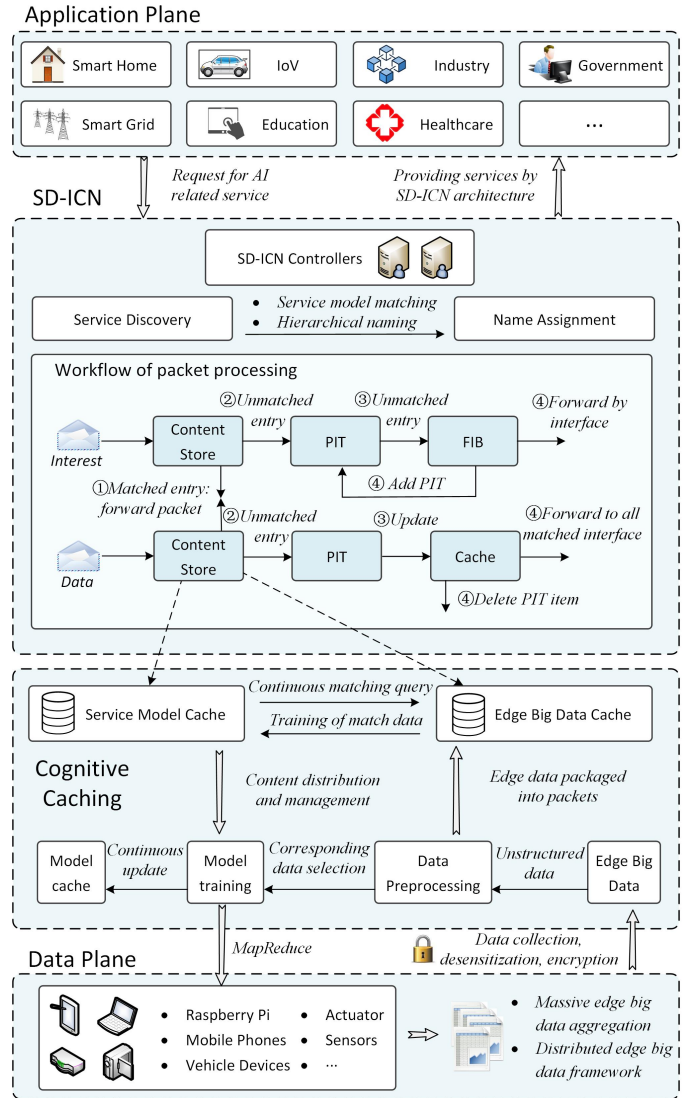 Application Plane
Smart Home
IoV
Industry
Government
Smart Grid
Education
Healthcare
...
Request for AI
related service
Providing services by
SD-ICN architecture
SD-ICN
SD-ICN Controllers
Service Discovery
• Service model matching
• Hierarchical naming
Name Assignment
Workflow of packet processing
Interest
Content
Store
②Unmatched
entry
PIT
③Unmatched
entry
FIB
④Forward by
interface
④ Add PIT
①Matched entry:
forward packet
Data
Content
Store
②Unmatched
entry
PIT
③Update
Cache
④Forward to all
matched interface
④Delete PIT item
Service Model Cache
Continuous matching query
Training of match data
Edge Big Data Cache
Cognitive
Caching
Content distribution
and management
Edge data packaged
into packets
Model
cache
Continuous
update
Model
training
Corresponding
data selection
Data
Preprocessing
Unstructured
data
Edge Big
Data
MapReduce
Data collection,
desensitization, encryption
Data Plane
• Raspberry Pi
• Mobile Phones
• Vehicle Devices
• Actuator
• Sensors
• ...
• Massive edge big
data aggregation
• Distributed edge big
data framework